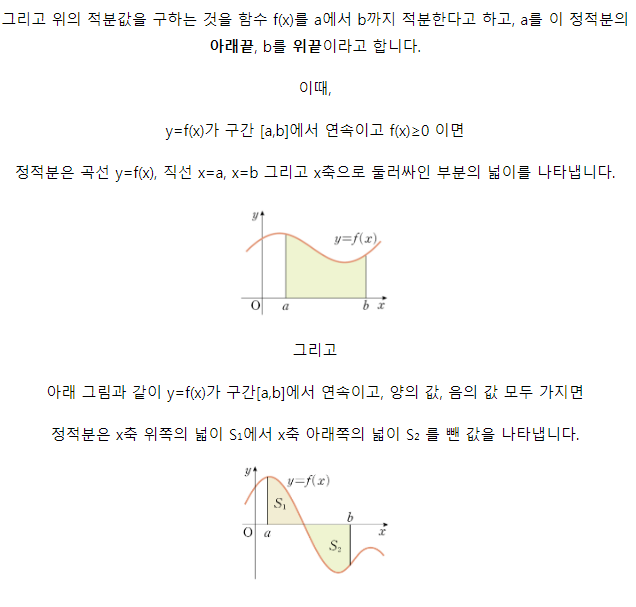 그리고 위의 적분값을 구하는 것을 함수 f(x)를 a에서 b까지 적분한다고 하고, a를 이 정적분의
아래끝, b를 위끝이라고 합니다.
이때,
y=f(x)가 구간 [a,b]에서 연속이고 f(x)≥0 이면
정적분은 곡선 y=f(x), 직선 x=a, x=b 그리고 x축으로 둘러싸인 부분의 넓이를 나타냅니다.
y
y=f(x)
O a b x
그리고
아래 그림과 같이 y=f(x)가 구간[a,b]에서 연속이고, 양의 값, 음의 값 모두 가지면
정적분은 x축 위쪽의 넓이 S₁에서 x축 아래쪽의 넓이 S₂ 를 뺀 값을 나타냅니다.
y
y=f(x)
S₁
b
O a x
S₂